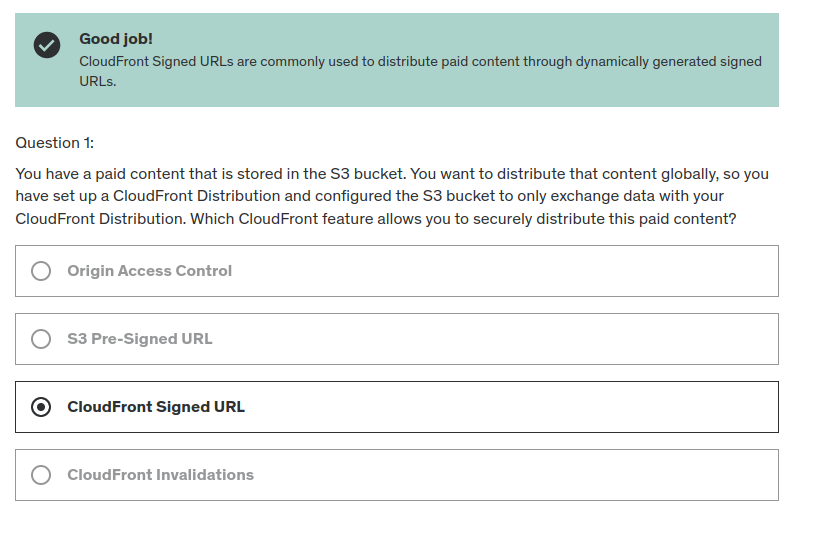 Good job!
CloudFront Signed URLs are commonly used to distribute paid content through dynamically generated signed
URLs.
Question 1:
You have a paid content that is stored in the S3 bucket. You want to distribute that content globally, so you
have set up a CloudFront Distribution and configured the S3 bucket to only exchange data with your
CloudFront Distribution. Which CloudFront feature allows you to securely distribute this paid content?
Origin Access Control
S3 Pre-Signed URL
CloudFront Signed URL
CloudFront Invalidations